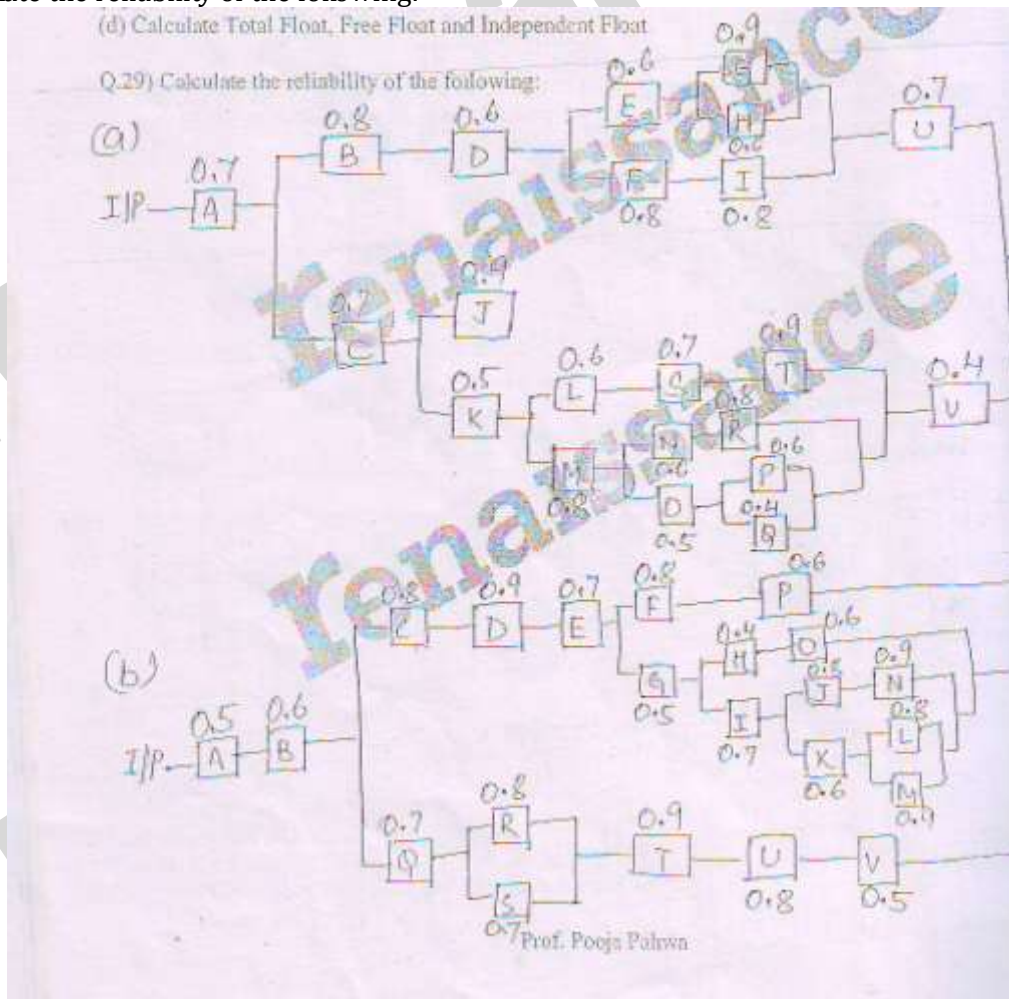 (d) Calculate Total Float, Free Float and Independent Float
Q.29) Calculate the reliability of the following:
(a)
I/P
0.7
A
0.8
B
0.6
D
0.6
E
0.9
G
H
0.8
I
0.8
0.7
U
0.7
C
0.9
J
0.5
K
0.6
L
0.7
0.9
T
0.4
V
M
0.8
N
0.6
0.8
R
O
0.5
0.6
P
0.4
Q
renaissance
renaissance
(b)
I/P
0.5
A
0.6
B
0.8
C
0.9
D
0.7
E
0.8
F
0.6
P
G
0.5
0.4
H
0.6
O
I
0.7
0.8
J
0.9
N
K
0.6
0.8
L
M
0.9
0.7
Q
0.8
R
S
0.7
0.9
T
U
0.8
V
0.5
Prof. Pooja Pahwa